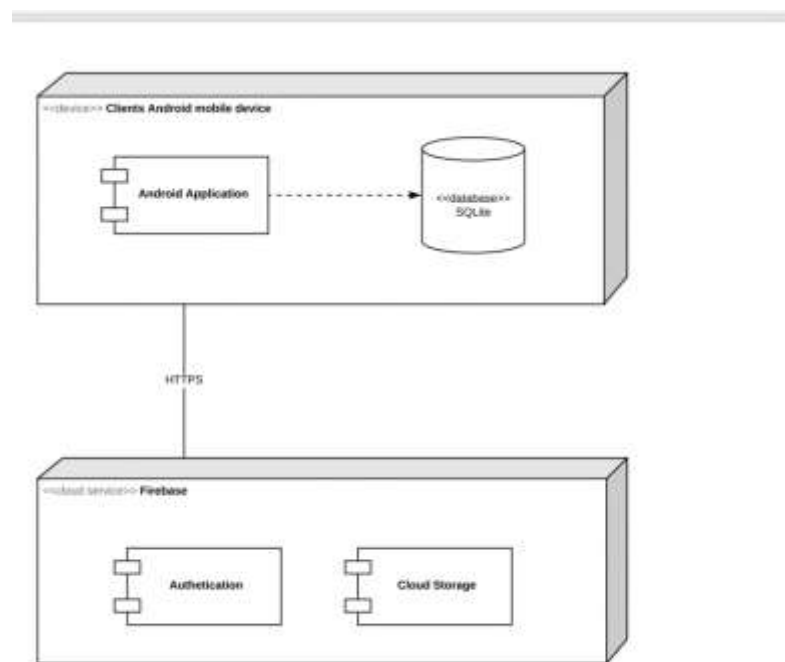 <<device>> Clients Android mobile device
Android Application
<<database>>
SQLite
HTTPS
<<cloud service>> Firebase
Authetication
Cloud Storage